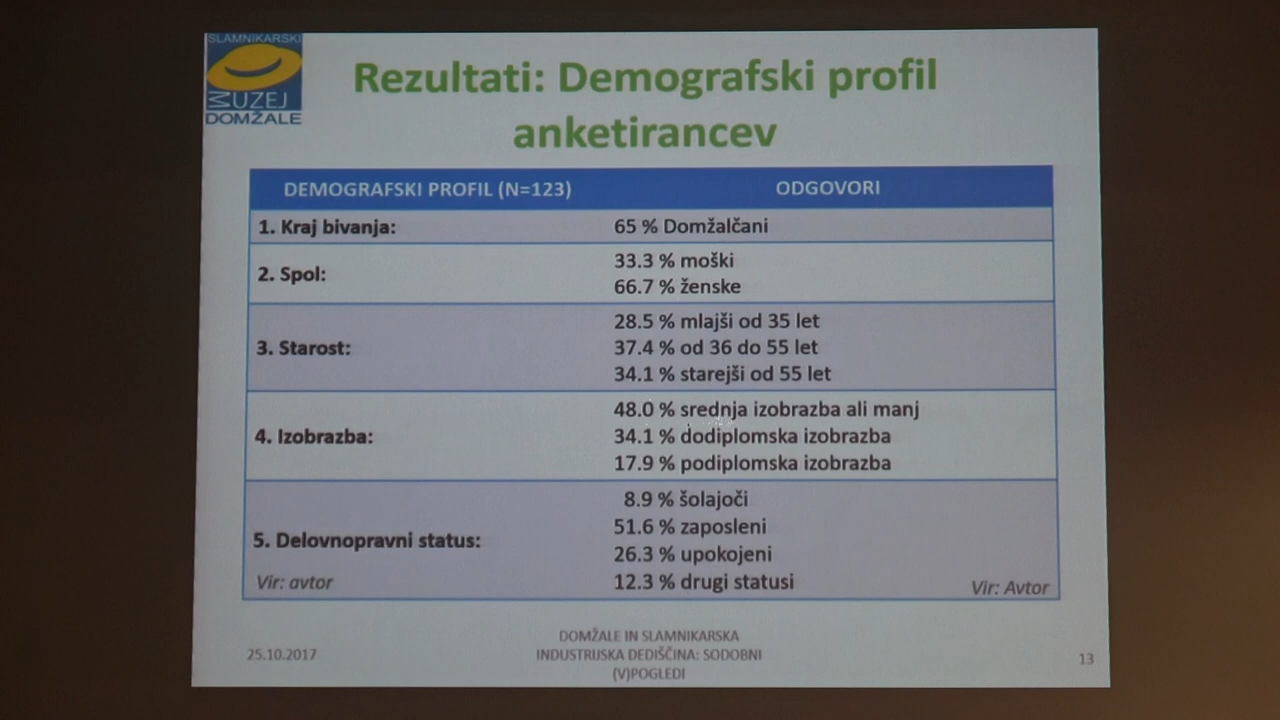 SLAMNIKARSKI
MUZEJ
DOMŽALE
Rezultati: Demografski profil
anketirancev
DEMOGRAFSKI PROFIL (N=123) ODGOVORI
1. Kraj bivanja: 65 % Domžalčani
2. Spol: 33.3 % moški
66.7 % ženske
3. Starost: 28.5 % mlajši od 35 let
37.4 % od 36 do 55 let
34.1 % starejši od 55 let
4. Izobrazba: 48.0 % srednja izobrazba ali manj
34.1 % dodiplomska izobrazba
17.9 % podiplomska izobrazba
5. Delovnopravni status: 8.9 % šolajoči
51.6 % zaposleni
26.3 % upokojeni
12.3 % drugi statusi
Vir: avtor
Vir: Avtor
25.10.2017
DOMŽALE IN SLAMNIKARSKA
INDUSTRIJSKA DEDIŠČINA: SODOBNI
(V)POGLEDI
13